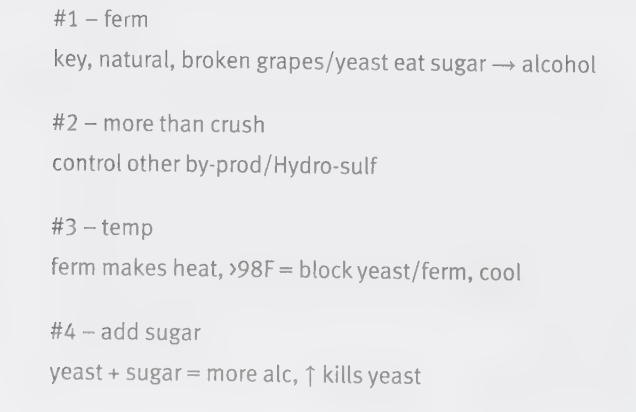 #1 – ferm
key, natural, broken grapes/yeast eat sugar → alcohol
#2 – more than crush
control other by-prod/Hydro-sulf
#3 – temp
ferm makes heat, >98F = block yeast/ferm, cool
#4 – add sugar
yeast + sugar = more alc, ↑ kills yeast